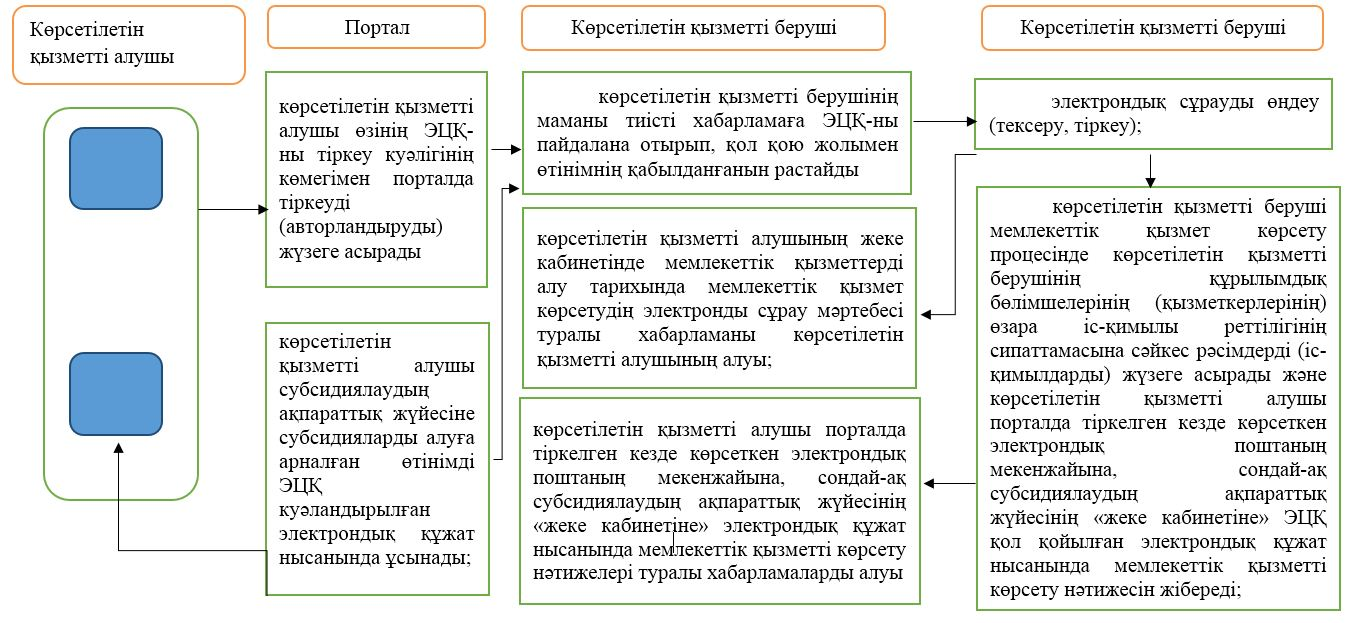 Көрсетілетін
қызметті алушы
Портал
Көрсетілетін қызметті беруші
Көрсетілетін қызметті беруші
көрсетілетін қызметті
алушы өзінің ЭЦҚ-
ны тіркеу куәлігінің
көмегімен порталда
тіркеуді
(авторландыруды)
жүзеге асырады
көрсетілетін
қызметті алушы
субсидиялаудың
ақпараттық жүйесіне
субсидияларды алуға
арналған өтінімді
ЭЦҚ
куәландырылған
электрондық құжат
нысанында ұсынады;
көрсетілетін қызметті берушінің
маманы тиісті хабарламаға ЭЦҚ-ны
пайдалана отырып, қол қою жолымен
өтінімнің қабылданғанын растайды
көрсетілетін қызметті алушының жеке
кабинетінде мемлекеттік қызметтерді
алу тарихында мемлекеттік қызмет
көрсетудің электронды сұрау мәртебесі
туралы хабарламаны көрсетілетін
қызметті алушының алуы;
көрсетілетін қызметті алушы порталда
тіркелген кезде көрсеткен электрондық
поштаның мекенжайына, сондай-ақ
субсидиялаудың ақпараттық жүйесінің
«жеке кабинетіне» электрондық құжат
нысанында мемлекеттік қызметті көрсету
нәтижелері туралы хабарламаларды алуы
электрондық сұрауды өңдеу
(тексеру, тіркеу);
көрсетілетін қызметті беруші
мемлекеттік қызмет көрсету
процесінде көрсетілетін қызметті
берушінің құрылымдық
бөлімшелерінің (қызметкерлерінің)
өзара іс-қимылы реттілігінің
сипаттамасына сәйкес рәсімдерді (іс-
қимылдарды) жүзеге асырады және
көрсетілетін қызметті алушы
порталда тіркелген кезде көрсеткен
электрондық поштаның
мекенжайына, сондай-ақ
субсидиялаудың ақпараттық
жүйесінің «жеке кабинетіне» ЭЦҚ
қол қойылған электрондық құжат
нысанында мемлекеттік қызметті
көрсету нәтижесін жібереді;